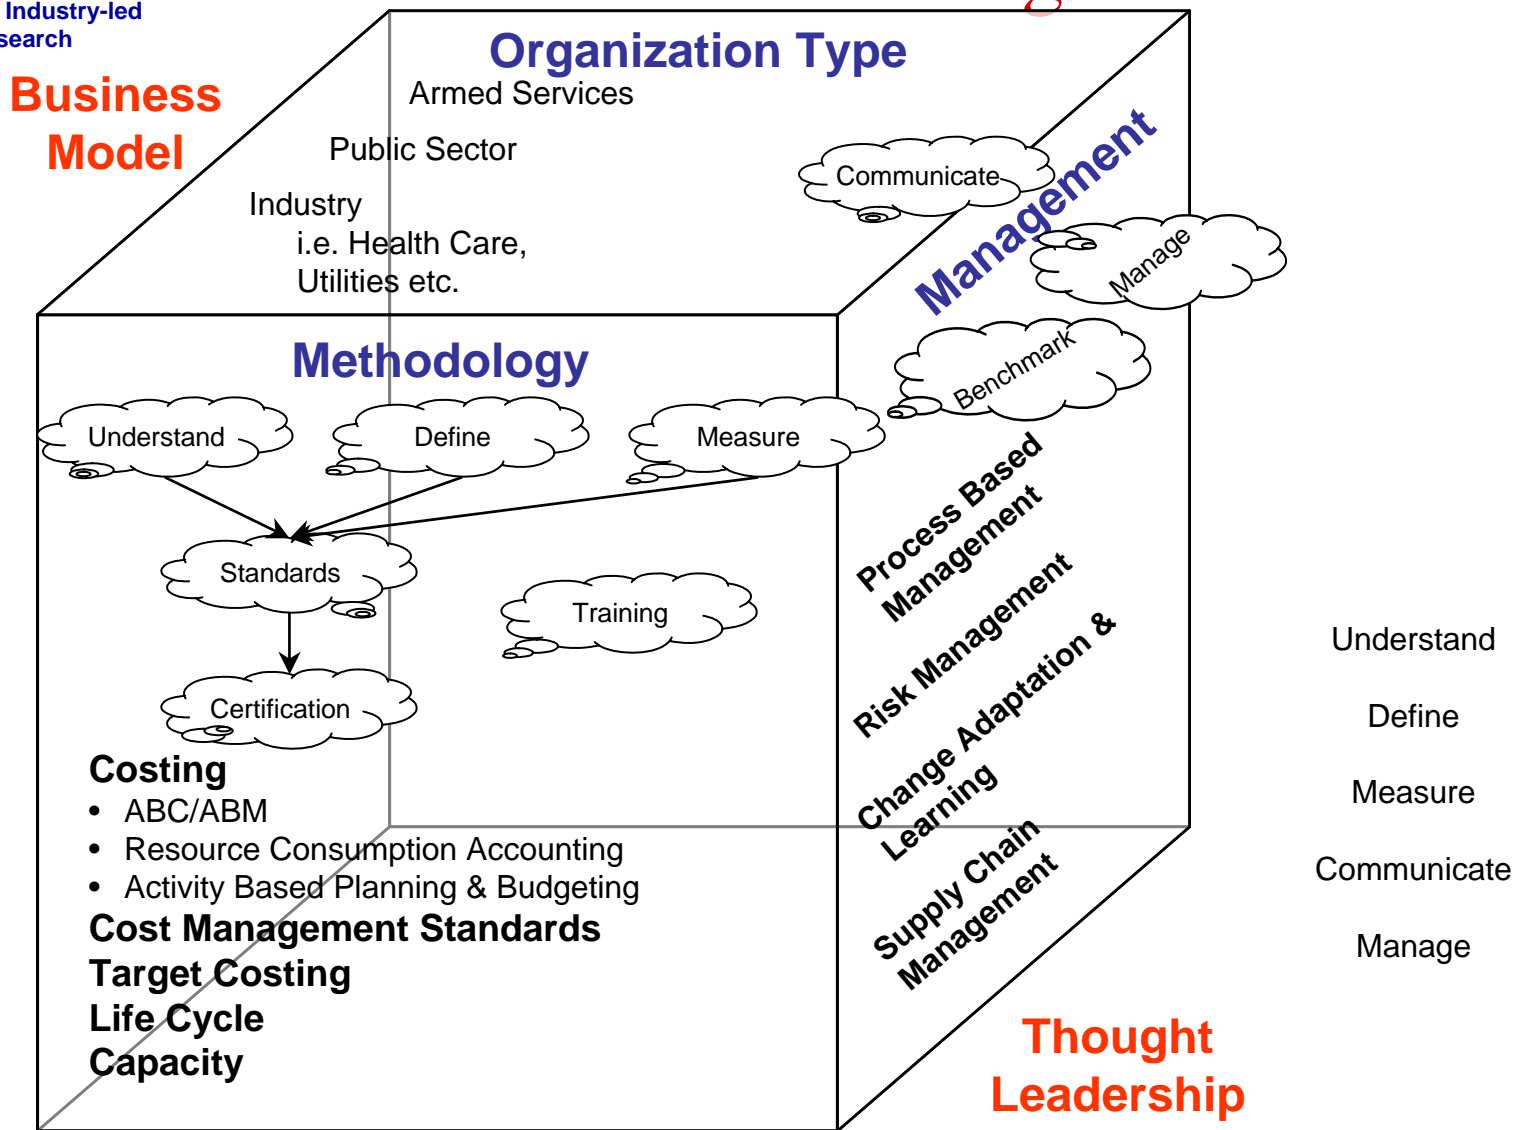 Industry-led
search
Business
Model
Organization Type
Armed Services
Public Sector
Industry
i.e. Health Care,
Utilities etc.
Communicate
Management
Manage
Benchmark
Methodology
Understand
Define
Measure
Standards
Training
Certification
Costing
• ABC/ABM
• Resource Consumption Accounting
• Activity Based Planning & Budgeting
Cost Management Standards
Target Costing
Life Cycle
Capacity
Process Based
Management
Risk Management
Change Adaptation &
Learning
Supply Chain
Management
Understand
Define
Measure
Communicate
Manage
Thought
Leadership